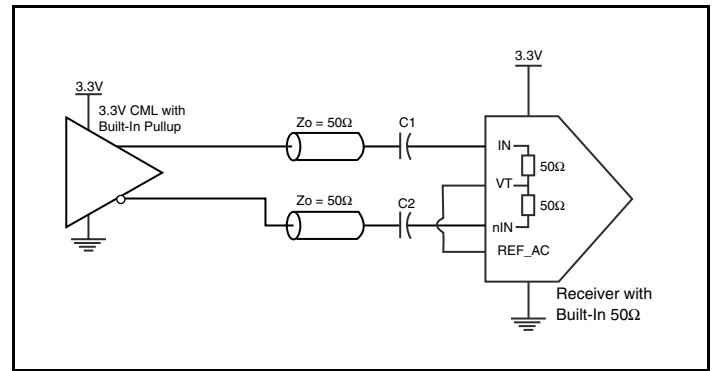 3.3V
3.3V
3.3V CML with
Built-In Pullup
Zo = 50Ω
C1
IN
50Ω
VT
Zo = 50Ω
C2
50Ω
nIN
REF_AC
Receiver with
Built-In 50Ω